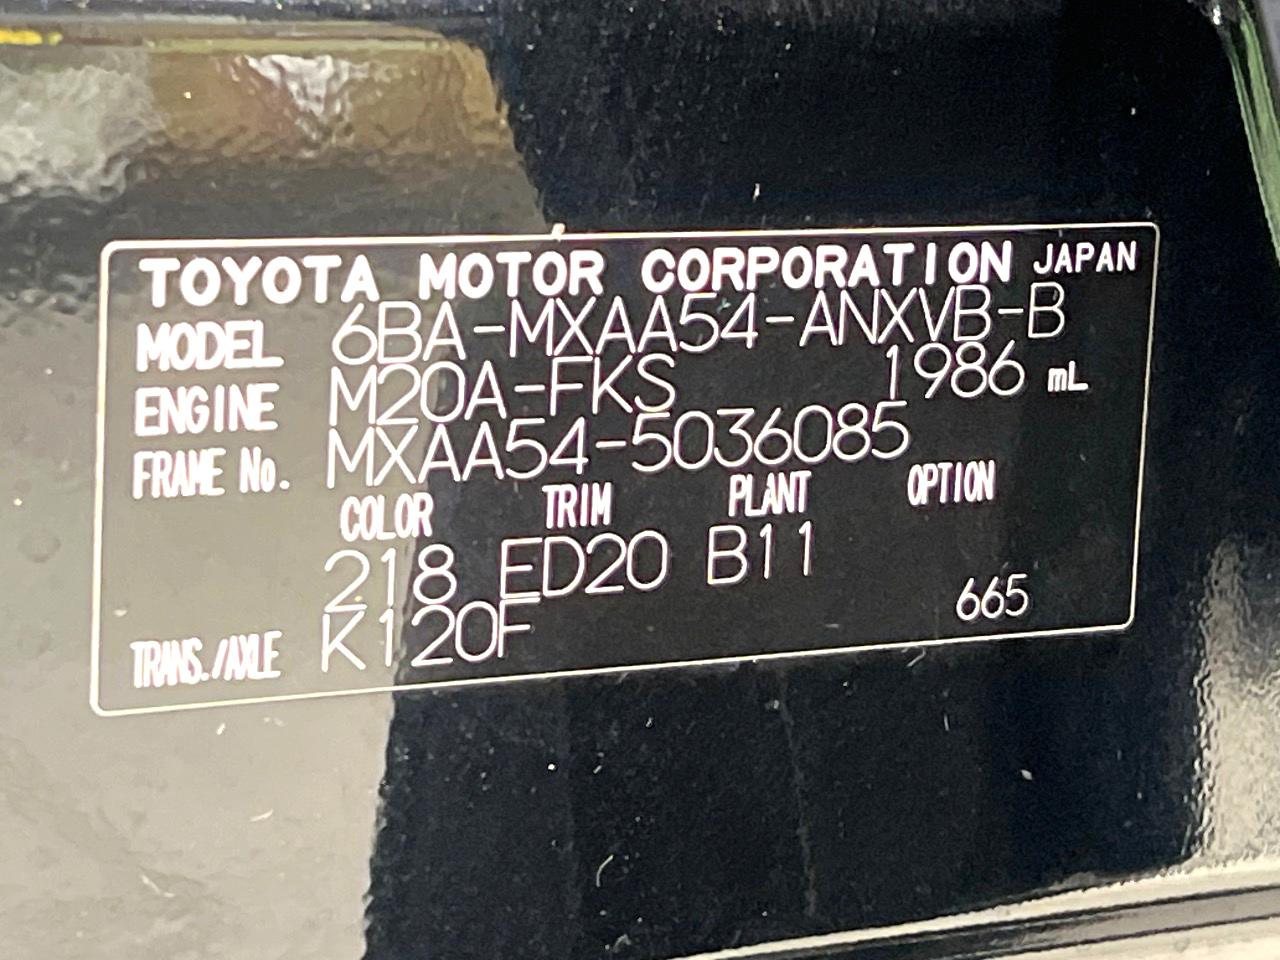 TOYOTA MOTOR CORPORATION JAPAN
MODEL 6BA-MXAA54-ANXVB-B
ENGINE M20A-FKS 1986 mL
FRAME No. MXAA54-5036085
COLOR TRIM PLANT OPTION
218 ED20 B11
TRANS./AXLE K120F 665